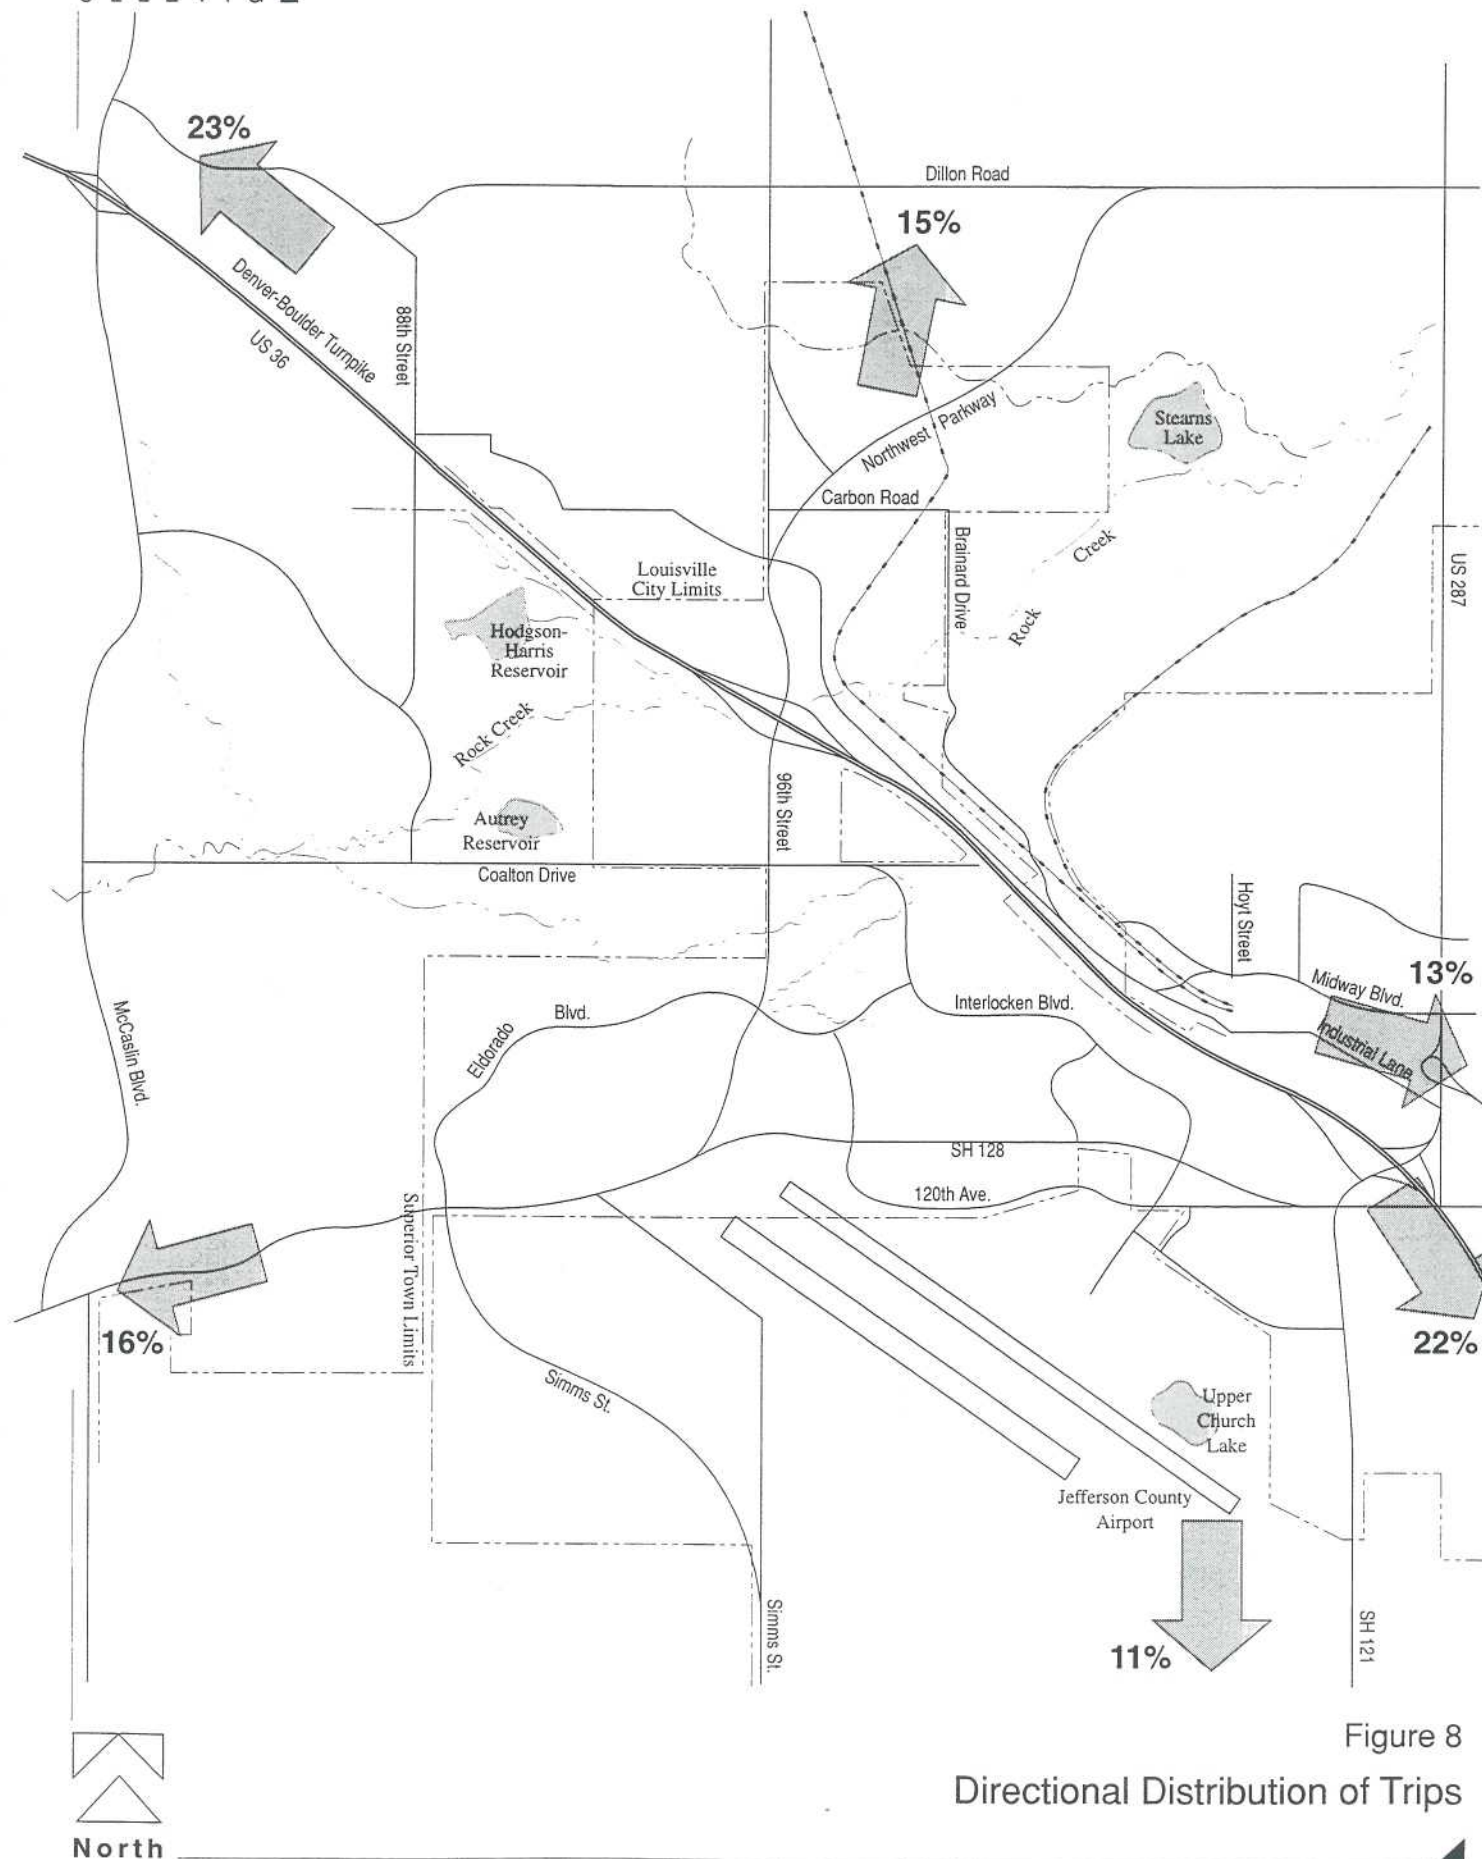 23%
Dillon Road
15%
Denver-Boulder Turnpike
US 36
88th Street
Stearns
Lake
Northwest Parkway
Carbon Road
Brainard Drive
Creek
Rock
US 287
Louisville
City Limits
Hodgson-
Harris
Reservoir
Rock Creek
96th Street
Autrey
Reservoir
Coalton Drive
Hoyt Street
13%
Midway Blvd.
Industrial Lane
McCaslin Blvd.
Eldorado
Blvd.
Interlocken Blvd.
SH 128
120th Ave.
Superior Town Limits
16%
22%
Simms St.
Upper
Church
Lake
Jefferson County
Airport
11%
Simms St.
SH 121
Figure 8
Directional Distribution of Trips
North